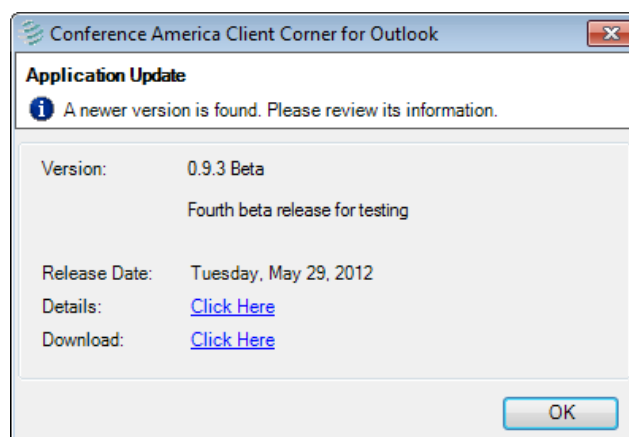 Conference America Client Corner for Outlook
Application Update
A newer version is found. Please review its information.
Version: 0.9.3 Beta
Fourth beta release for testing
Release Date: Tuesday, May 29, 2012
Details: Click Here
Download: Click Here
OK